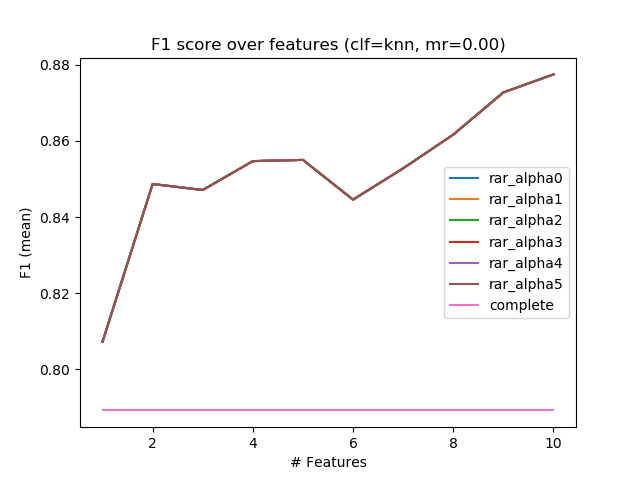 F1 score over features (clf=knn, mr=0.00)
0.88
0.86
0.84
0.82
0.80
F1 (mean)
rar_alpha0
rar_alpha1
rar_alpha2
rar_alpha3
rar_alpha4
rar_alpha5
complete
2 4 6 8 10
# Features